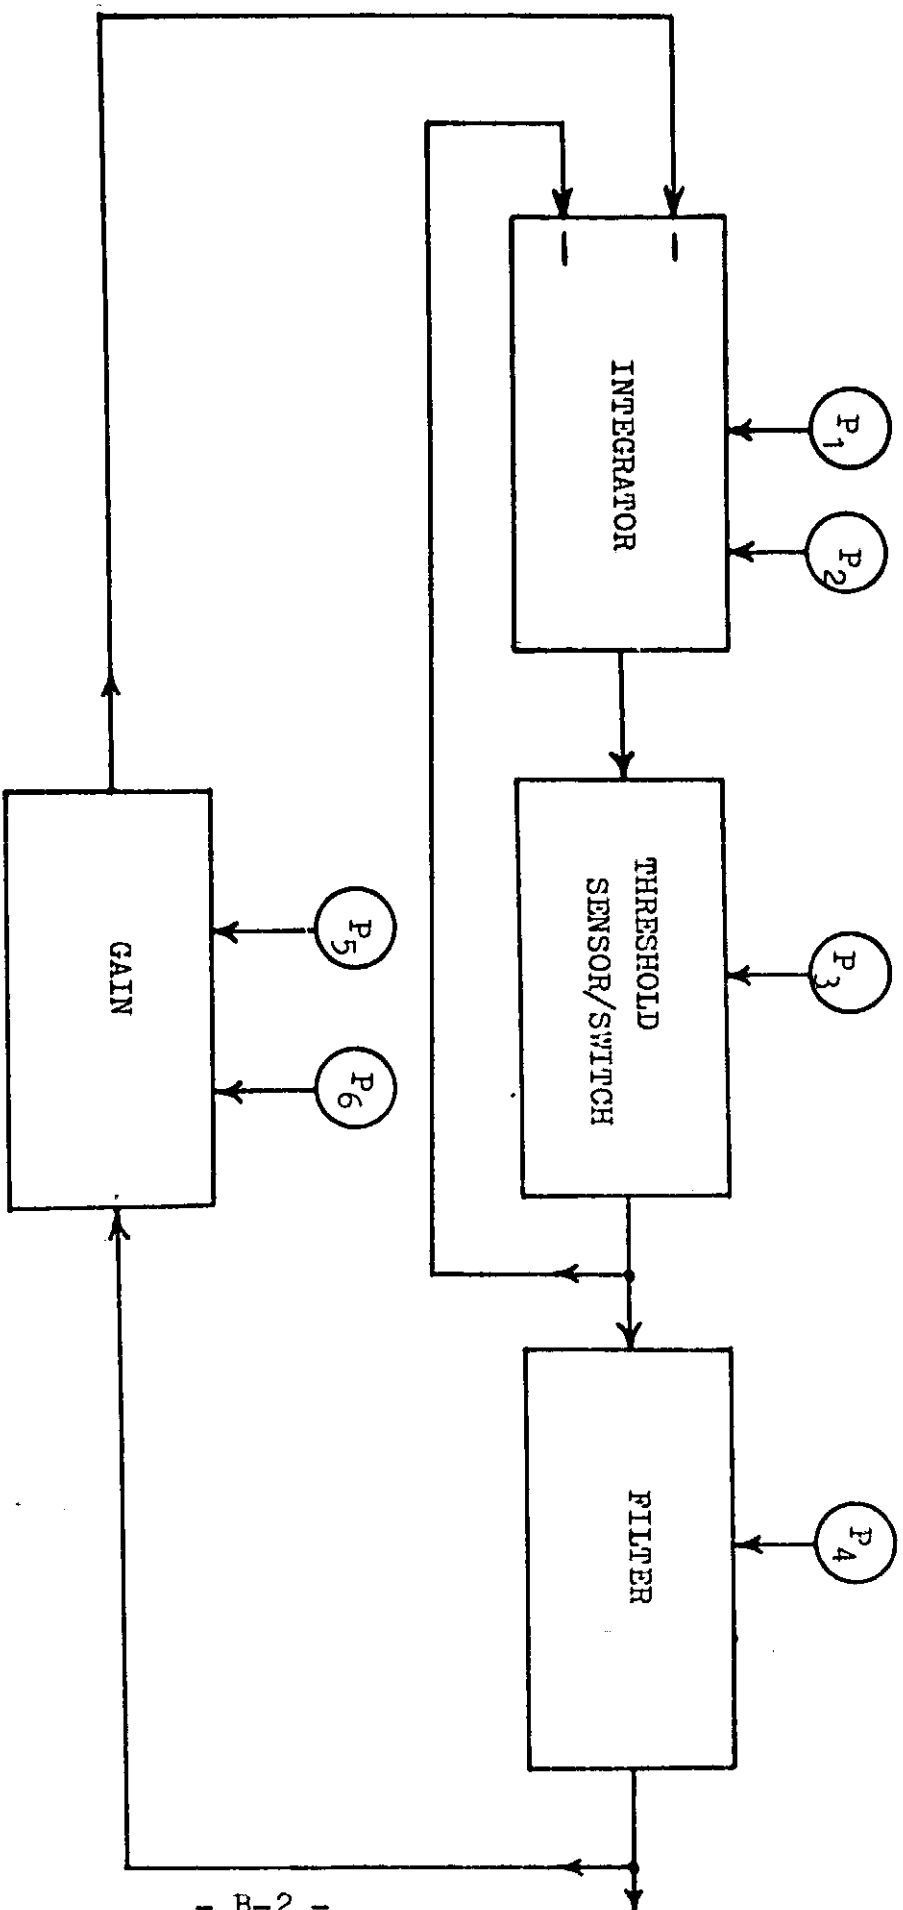 P1
P2
P3
P4
INTEGRATOR
THRESHOLD
SENSOR/SWITCH
FILTER
P5
P6
GAIN
- B-2 -